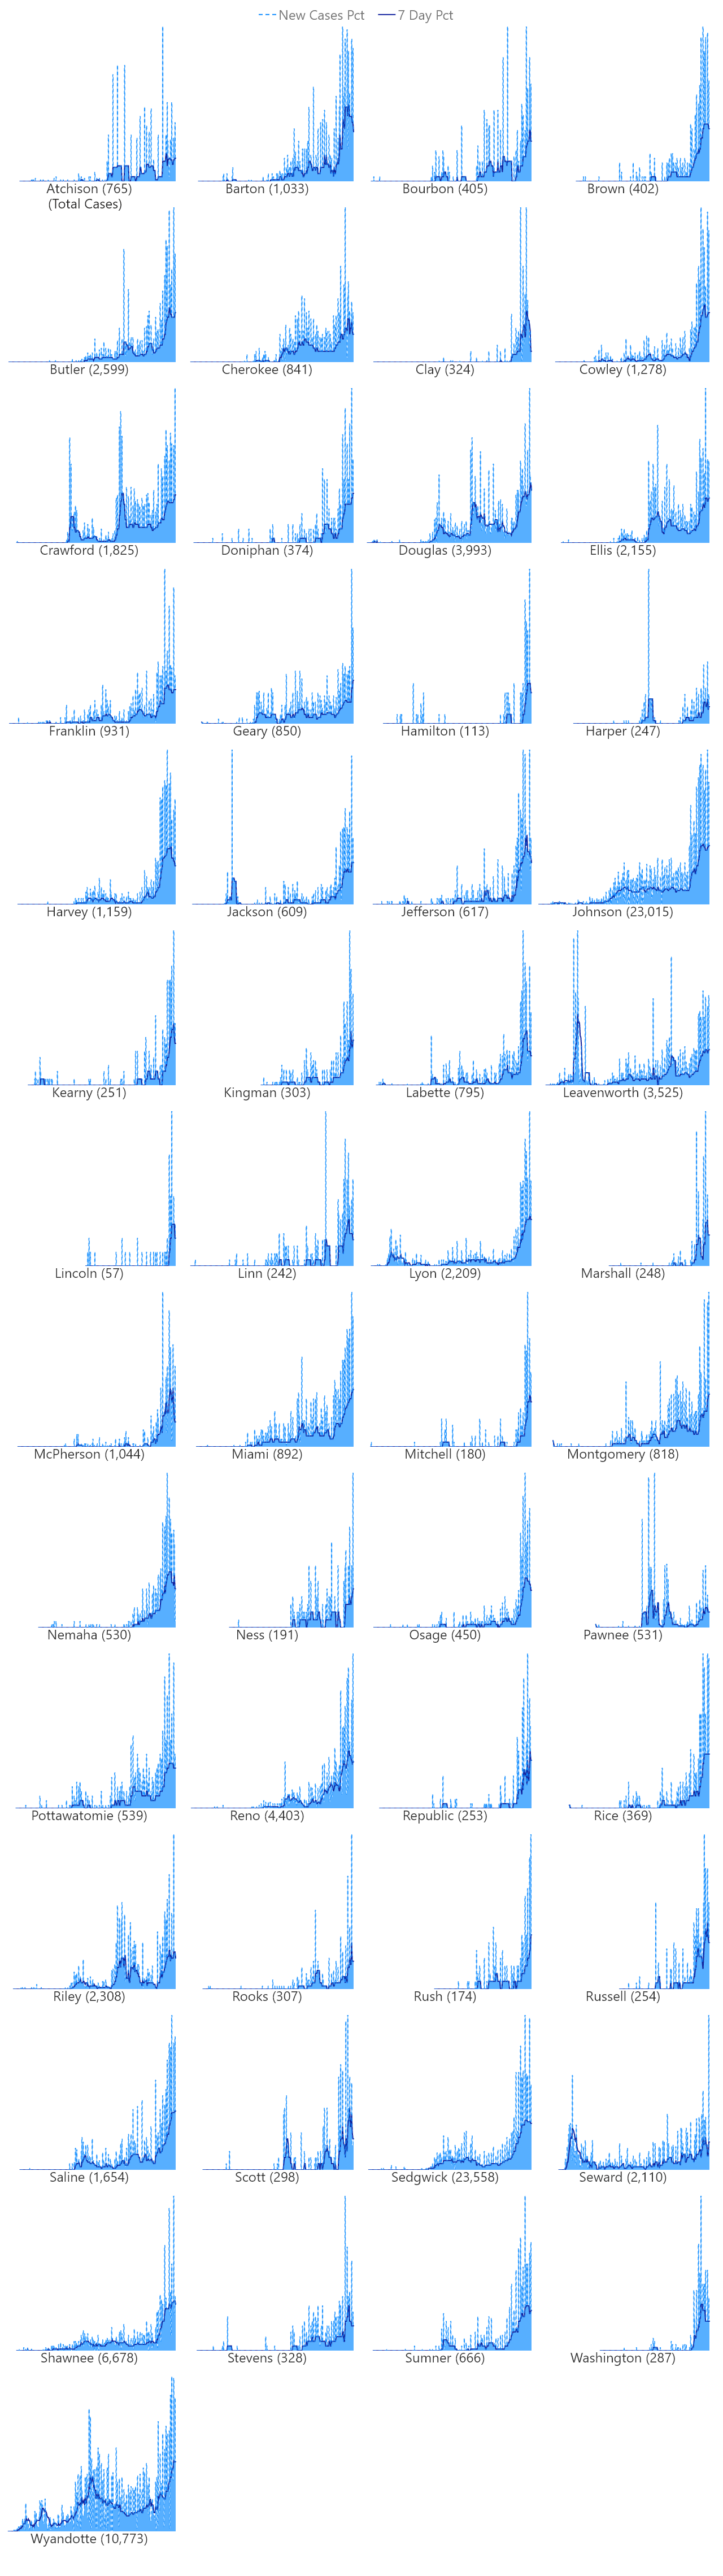 New Cases Pct 7 Day Pct
Atchison (765) Barton (1,033) Bourbon (405) Brown (402)
(Total Cases)
Butler (2,599) Cherokee (841) Clay (324) Cowley (1,278)
Crawford (1,825) Doniphan (374) Douglas (3,993) Ellis (2,155)
Franklin (931) Geary (850) Hamilton (113) Harper (247)
Harvey (1,159) Jackson (609) Jefferson (617) Johnson (23,015)
Kearny (251) Kingman (303) Labette (795) Leavenworth (3,525)
Lincoln (57) Linn (242) Lyon (2,209) Marshall (248)
McPherson (1,044) Miami (892) Mitchell (180) Montgomery (818)
Nemaha (530) Ness (191) Osage (450) Pawnee (531)
Pottawatomie (539) Reno (4,403) Republic (253) Rice (369)
Riley (2,308) Rooks (307) Rush (174) Russell (254)
Saline (1,654) Scott (298) Sedgwick (23,558) Seward (2,110)
Shawnee (6,678) Stevens (328) Sumner (666) Washington (287)
Wyandotte (10,773)